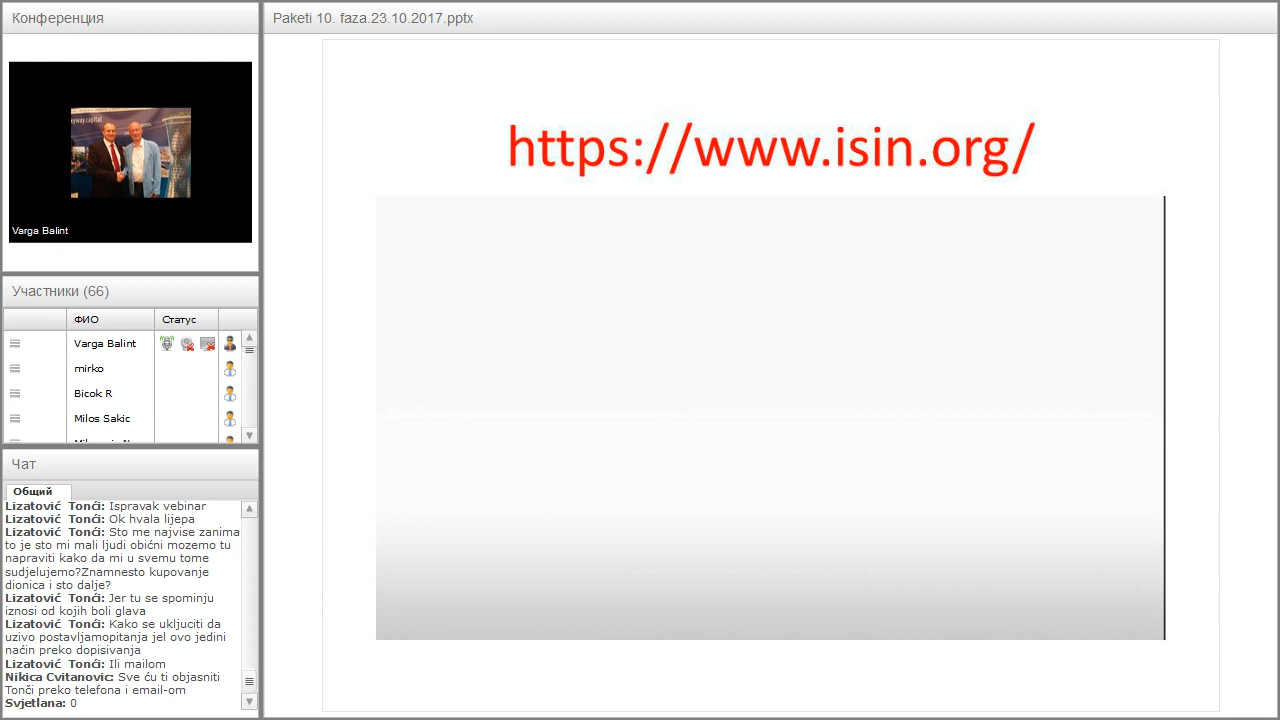 Конференция
Varga Balint
Участники (66)
ФИО Статус
Varga Balint
mirko
Bicok R
Milos Sakic
Чат
Общий
Lizatović Tonći: Ispravak vebinar
Lizatović Tonći: Ok hvala lijepa
Lizatović Tonći: Sto me najvise zanima
to je sto mi mali ljudi obićni mozemo tu
napraviti kako da mi u svemu tome
sudjelujemo?Znamnesto kupovanje
dionica i sto dalje?
Lizatović Tonći: Jer tu se spominju
iznosi od kojih boli glava
Lizatović Tonći: Kako se ukljuciti da
uzivo postavljamopitanja jel ovo jedini
naćin preko dopisivanja
Lizatović Tonći: Ili mailom
Nikica Cvitanovic: Sve ću ti objasniti
Tonči preko telefona i email-om
Svjetlana: 0
Paketi 10. faza.23.10.2017.pptx
https://www.isin.org/